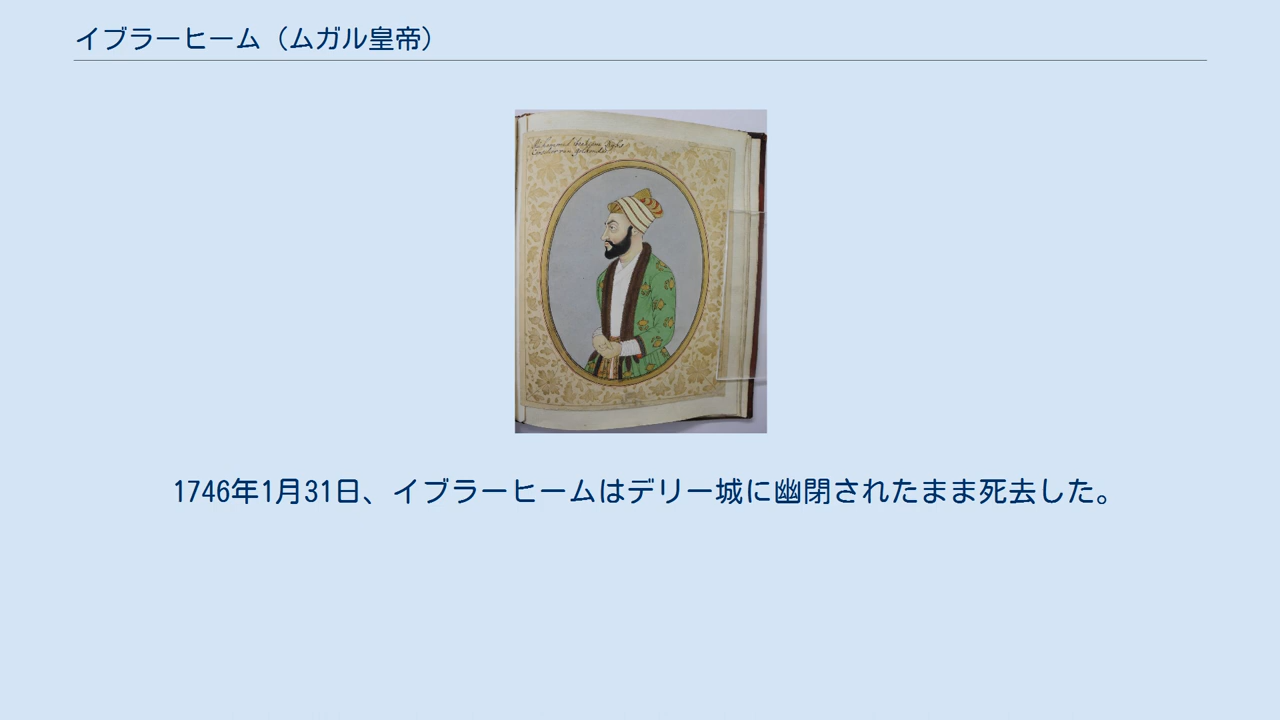 イブラーヒーム（ムガル皇帝）
1746年1月31日、イブラーヒームはデリー城に幽閉されたまま死去した。